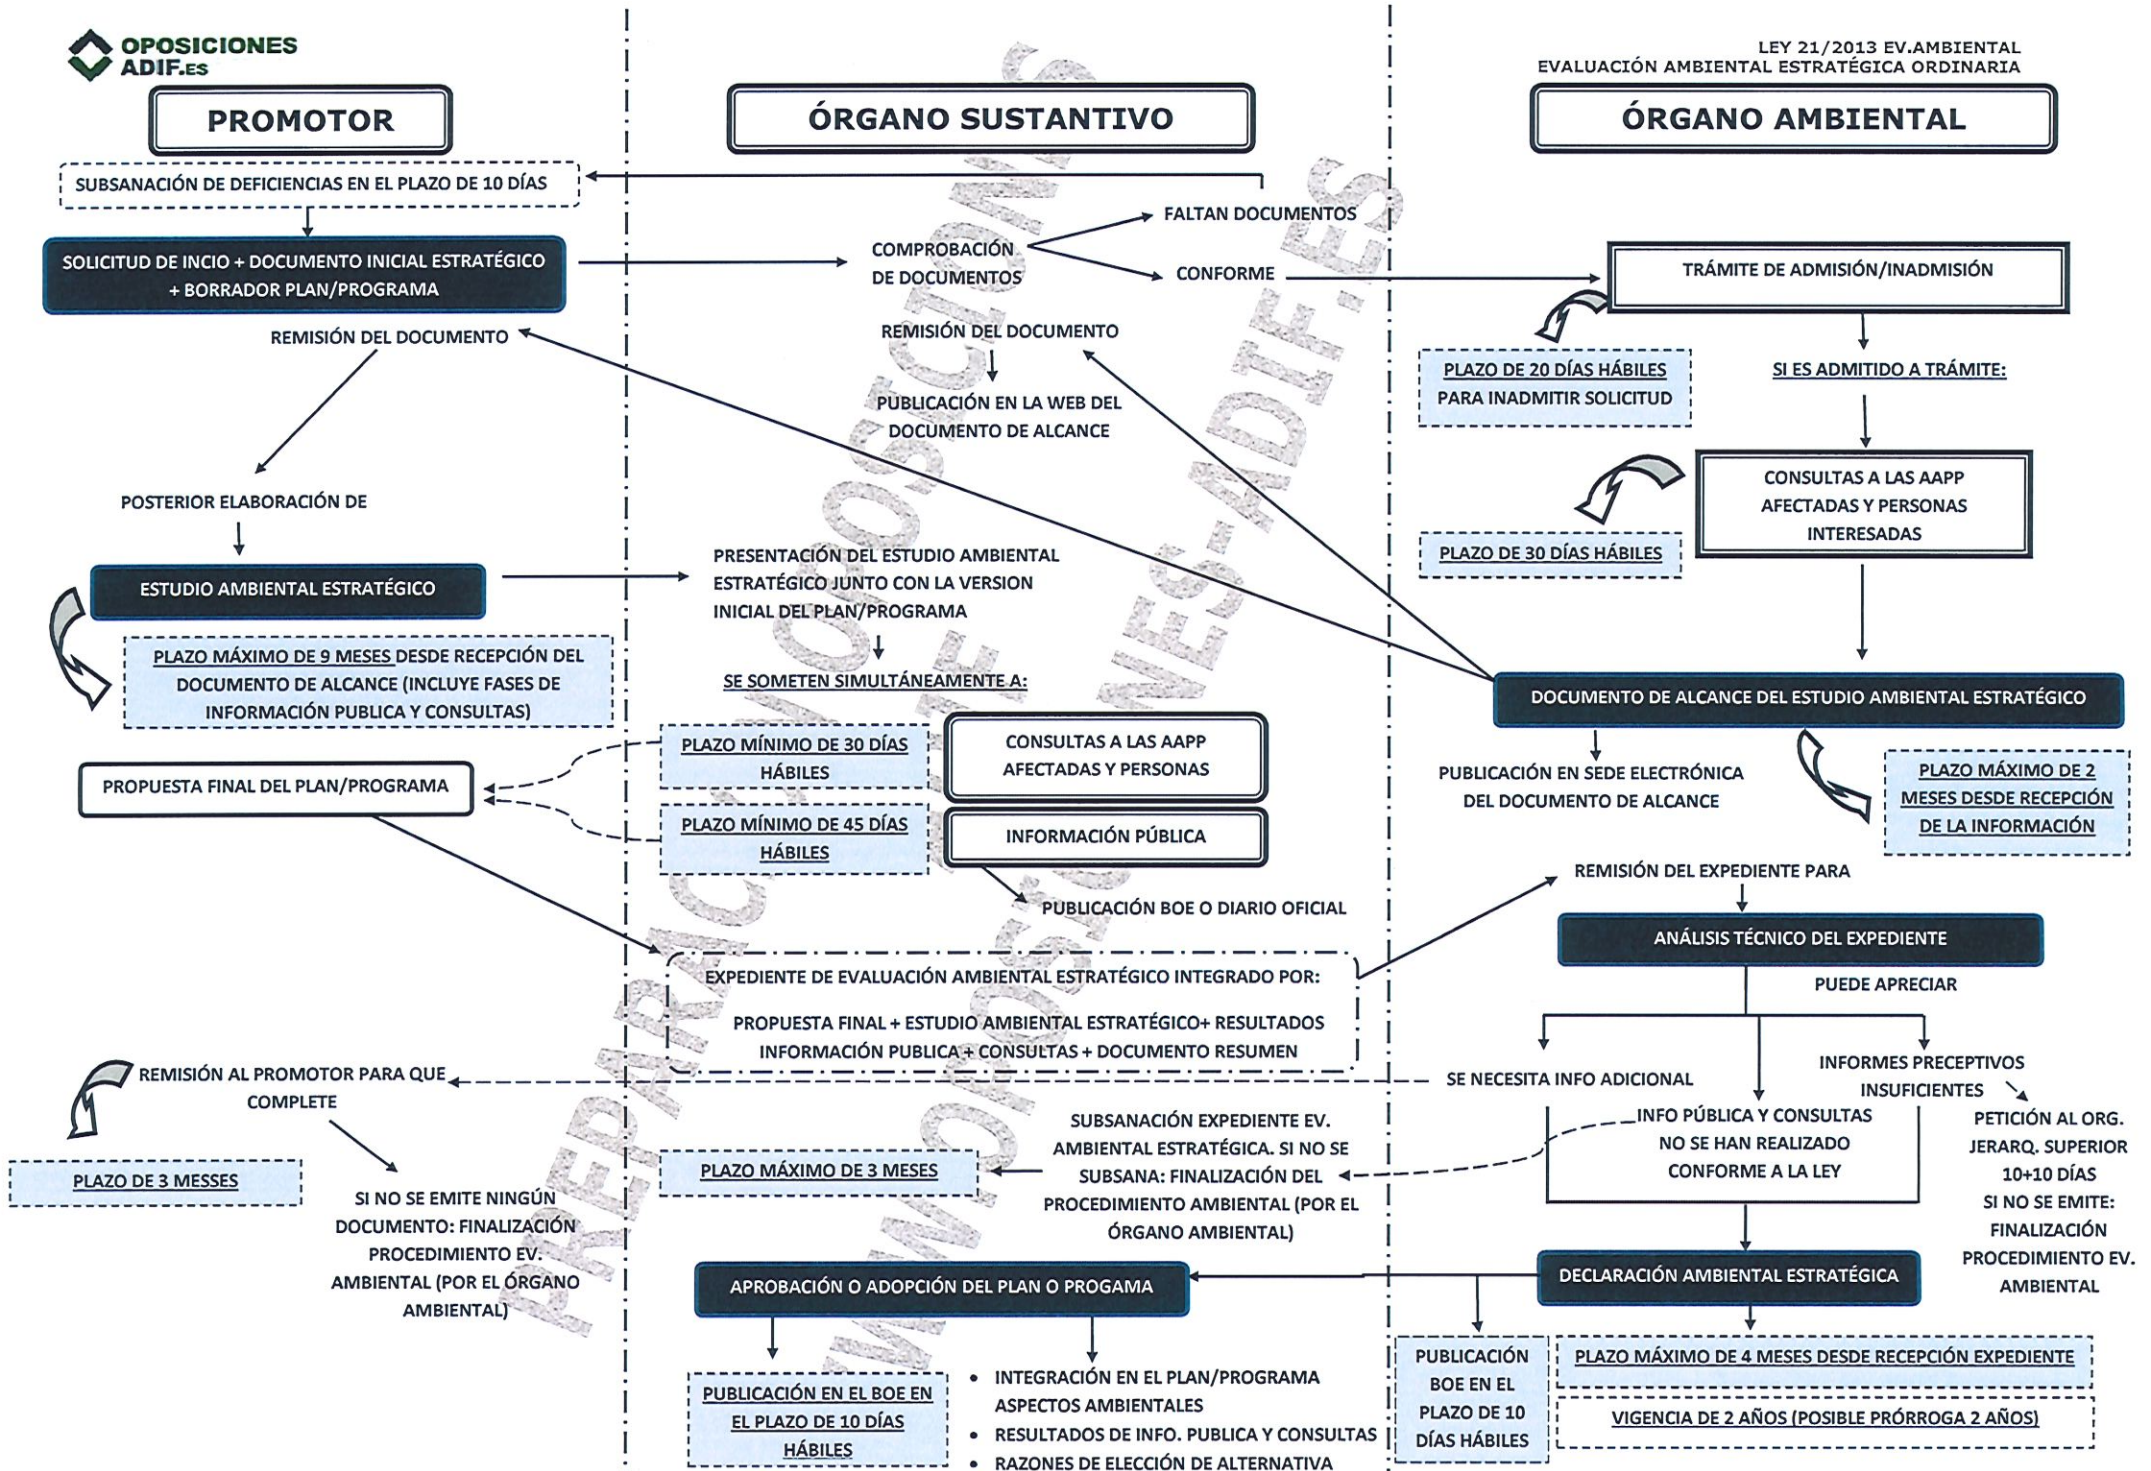 OPOSICIONES
ADIF.ES
LEY 21/2013 EV.AMBIENTAL
EVALUACIÓN AMBIENTAL ESTRATÉGICA ORDINARIA
PROMOTOR
ÓRGANO SUSTANTIVO
ÓRGANO AMBIENTAL
SUBSANACIÓN DE DEFICIENCIAS EN EL PLAZO DE 10 DÍAS
SOLICITUD DE INCIO + DOCUMENTO INICIAL ESTRATÉGICO
+ BORRADOR PLAN/PROGRAMA
COMPROBACIÓN
DE DOCUMENTOS
FALTAN DOCUMENTOS
CONFORME
TRÁMITE DE ADMISIÓN/INADMISIÓN
PLAZO DE 20 DÍAS HÁBILES
PARA INADMITIR SOLICITUD
SI ES ADMITIDO A TRÁMITE:
CONSULTAS A LAS AAPP
AFECTADAS Y PERSONAS
INTERESADAS
PLAZO DE 30 DÍAS HÁBILES
REMISIÓN DEL DOCUMENTO
REMISIÓN DEL DOCUMENTO
PUBLICACIÓN EN LA WEB DEL
DOCUMENTO DE ALCANCE
POSTERIOR ELABORACIÓN DE
ESTUDIO AMBIENTAL ESTRATÉGICO
PLAZO MÁXIMO DE 9 MESES DESDE RECEPCIÓN DEL
DOCUMENTO DE ALCANCE (INCLUYE FASES DE
INFORMACIÓN PUBLICA Y CONSULTAS)
PRESENTACIÓN DEL ESTUDIO AMBIENTAL
ESTRATÉGICO JUNTO CON LA VERSION
INICIAL DEL PLAN/PROGRAMA
SE SOMETEN SIMULTÁNEAMENTE A:
DOCUMENTO DE ALCANCE DEL ESTUDIO AMBIENTAL ESTRATÉGICO
PUBLICACIÓN EN SEDE ELECTRÓNICA
DEL DOCUMENTO DE ALCANCE
PLAZO MÁXIMO DE 2
MESES DESDE RECEPCIÓN
DE LA INFORMACIÓN
PLAZO MÍNIMO DE 30 DÍAS
HÁBILES
CONSULTAS A LAS AAPP
AFECTADAS Y PERSONAS
PROPUESTA FINAL DEL PLAN/PROGRAMA
PLAZO MÍNIMO DE 45 DÍAS
HÁBILES
INFORMACIÓN PÚBLICA
PUBLICACIÓN BOE O DIARIO OFICIAL
REMISIÓN DEL EXPEDIENTE PARA
ANÁLISIS TÉCNICO DEL EXPEDIENTE
PUEDE APRECIAR
EXPEDIENTE DE EVALUACIÓN AMBIENTAL ESTRATÉGICO INTEGRADO POR:
PROPUESTA FINAL + ESTUDIO AMBIENTAL ESTRATÉGICO+ RESULTADOS
INFORMACIÓN PUBLICA + CONSULTAS + DOCUMENTO RESUMEN
REMISIÓN AL PROMOTOR PARA QUE
COMPLETE
PLAZO DE 3 MESSES
SI NO SE EMITE NINGÚN
DOCUMENTO: FINALIZACIÓN
PROCEDIMIENTO EV.
AMBIENTAL (POR EL ÓRGANO
AMBIENTAL)
SE NECESITA INFO ADICIONAL
INFO PÚBLICA Y CONSULTAS
NO SE HAN REALIZADO
CONFORME A LA LEY
INFORMES PRECEPTIVOS
INSUFICIENTES
PETICIÓN AL ORG.
JERARQ. SUPERIOR
10+10 DÍAS
SI NO SE EMITE:
FINALIZACIÓN
PROCEDIMIENTO EV.
AMBIENTAL
SUBSANACIÓN EXPEDIENTE EV.
AMBIENTAL ESTRATÉGICA. SI NO SE
SUBSANA: FINALIZACIÓN DEL
PROCEDIMIENTO AMBIENTAL (POR EL
ÓRGANO AMBIENTAL)
PLAZO MÁXIMO DE 3 MESES
DECLARACIÓN AMBIENTAL ESTRATÉGICA
APROBACIÓN O ADOPCIÓN DEL PLAN O PROGAMA
PUBLICACIÓN EN EL BOE EN
EL PLAZO DE 10 DÍAS
HÁBILES
• INTEGRACIÓN EN EL PLAN/PROGRAMA
ASPECTOS AMBIENTALES
• RESULTADOS DE INFO. PUBLICA Y CONSULTAS
• RAZONES DE ELECCIÓN DE ALTERNATIVA
PUBLICACIÓN
BOE EN EL
PLAZO DE 10
DÍAS HÁBILES
PLAZO MÁXIMO DE 4 MESES DESDE RECEPCIÓN EXPEDIENTE
VIGENCIA DE 2 AÑOS (POSIBLE PRÓRROGA 2 AÑOS)